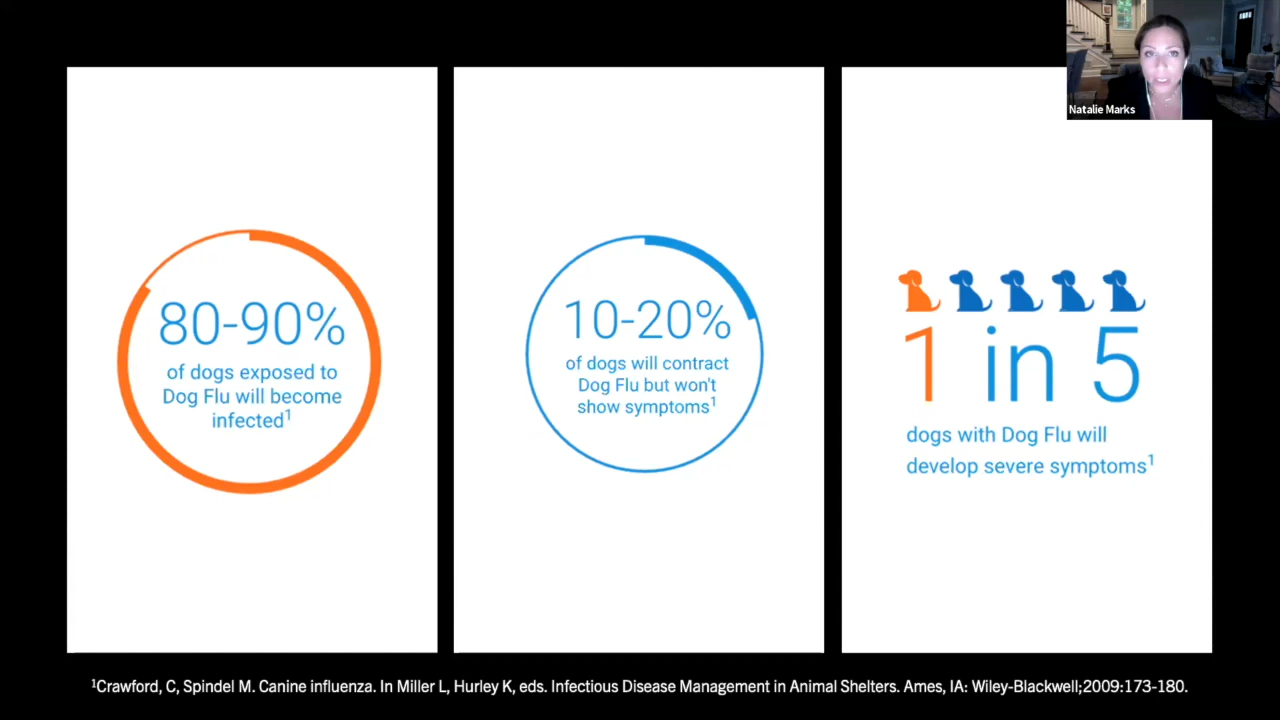 Natalie Marks
80-90%
of dogs exposed to
Dog Flu will become
infected¹
10-20%
of dogs will contract
Dog Flu but won't
show symptoms¹
1 in 5
dogs with Dog Flu will
develop severe symptoms¹
¹Crawford, C, Spindel M. Canine influenza. In Miller L, Hurley K, eds. Infectious Disease Management in Animal Shelters. Ames, IA: Wiley-Blackwell;2009:173-180.